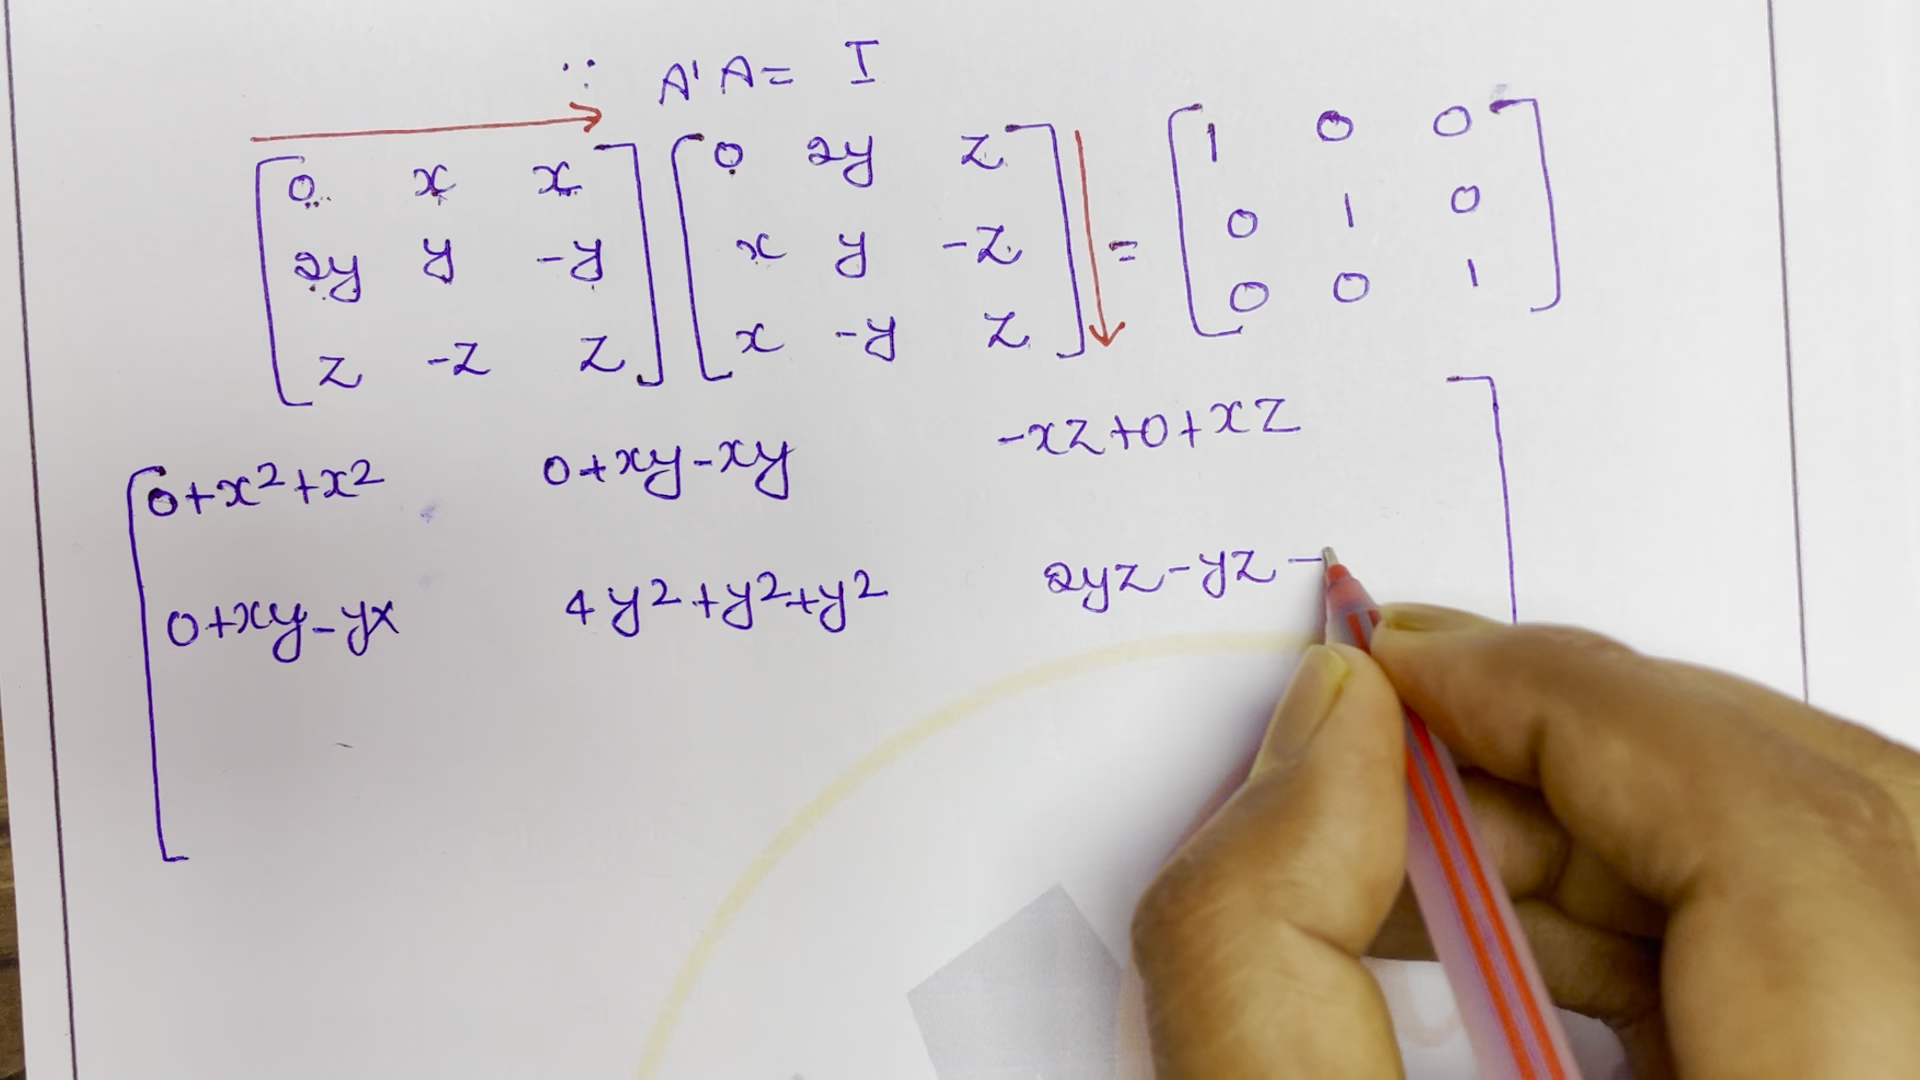 ∵ A' A = I
[0 x x] [0 2y z] = [1 0 0]
[2y y -y] [x y -z] [0 1 0]
[z -z z] [x -y z] [0 0 1]
[0+x²+x² 0+xy-xy -xz+0+xz]
[0+xy-yx 4y²+y²+y² 2yz-yz-